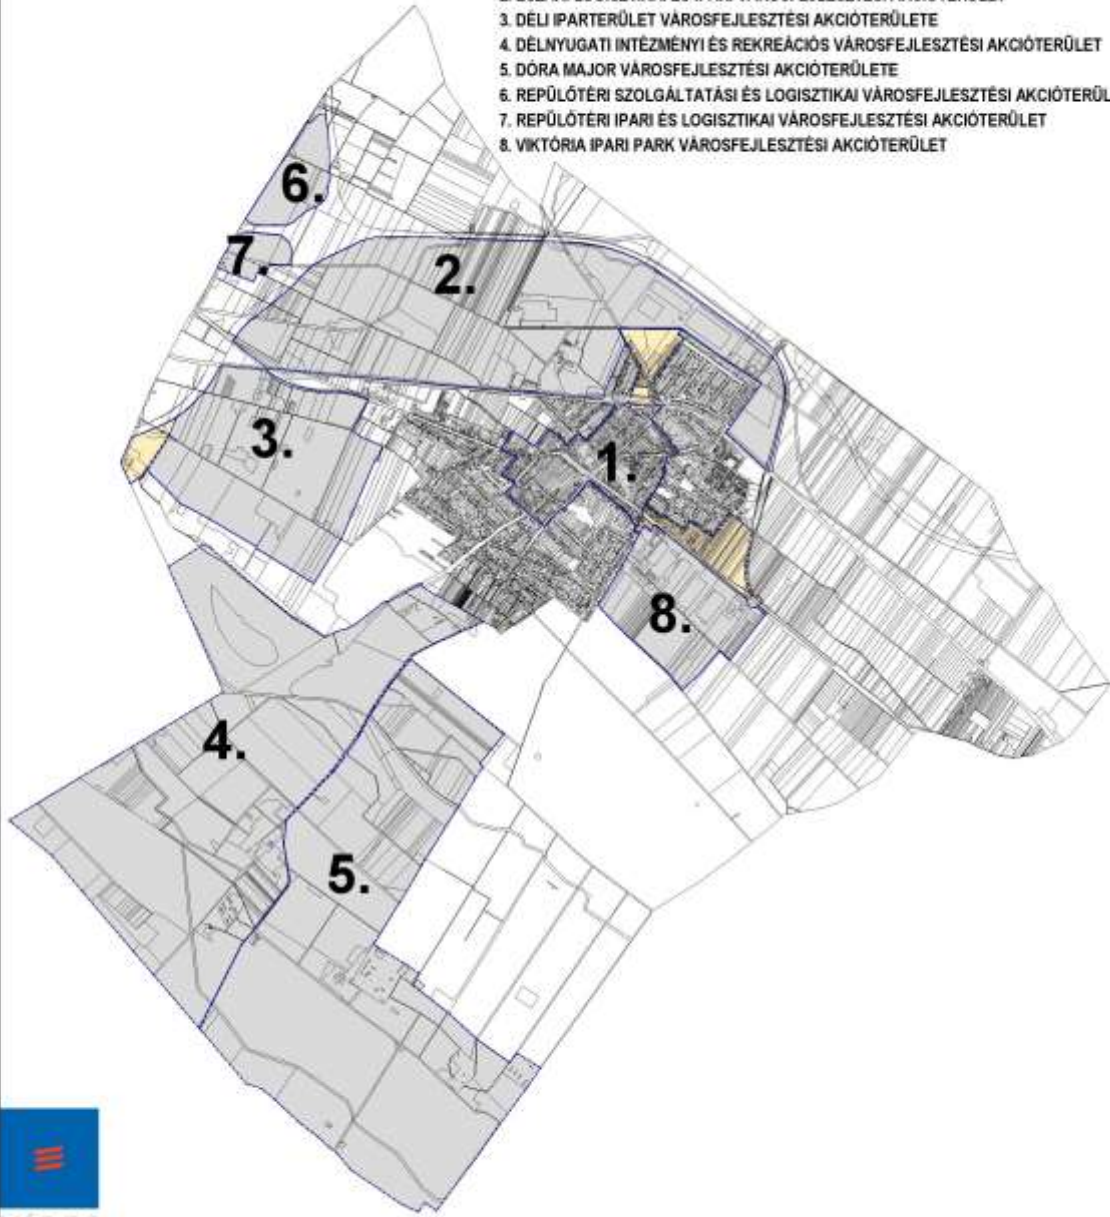 3. DÉLI IPARTERÜLET VÁROSFEJLESZTÉSI AKCIÓTERÜLETE
4. DÉLNYUGATI INTÉZMÉNYI ÉS REKREÁCIÓS VÁROSFEJLESZTÉSI AKCIÓTERÜLET
5. DÓRA MAJOR VÁROSFEJLESZTÉSI AKCIÓTERÜLETE
6. REPÜLŐTÉRI SZOLGÁLTATÁSI ÉS LOGISZTIKAI VÁROSFEJLESZTÉSI AKCIÓTERÜL
7. REPÜLŐTÉRI IPARI ÉS LOGISZTIKAI VÁROSFEJLESZTÉSI AKCIÓTERÜLET
8. VIKTÓRIA IPARI PARK VÁROSFEJLESZTÉSI AKCIÓTERÜLET
6.
7.
2.
3.
1.
8.
4.
5.